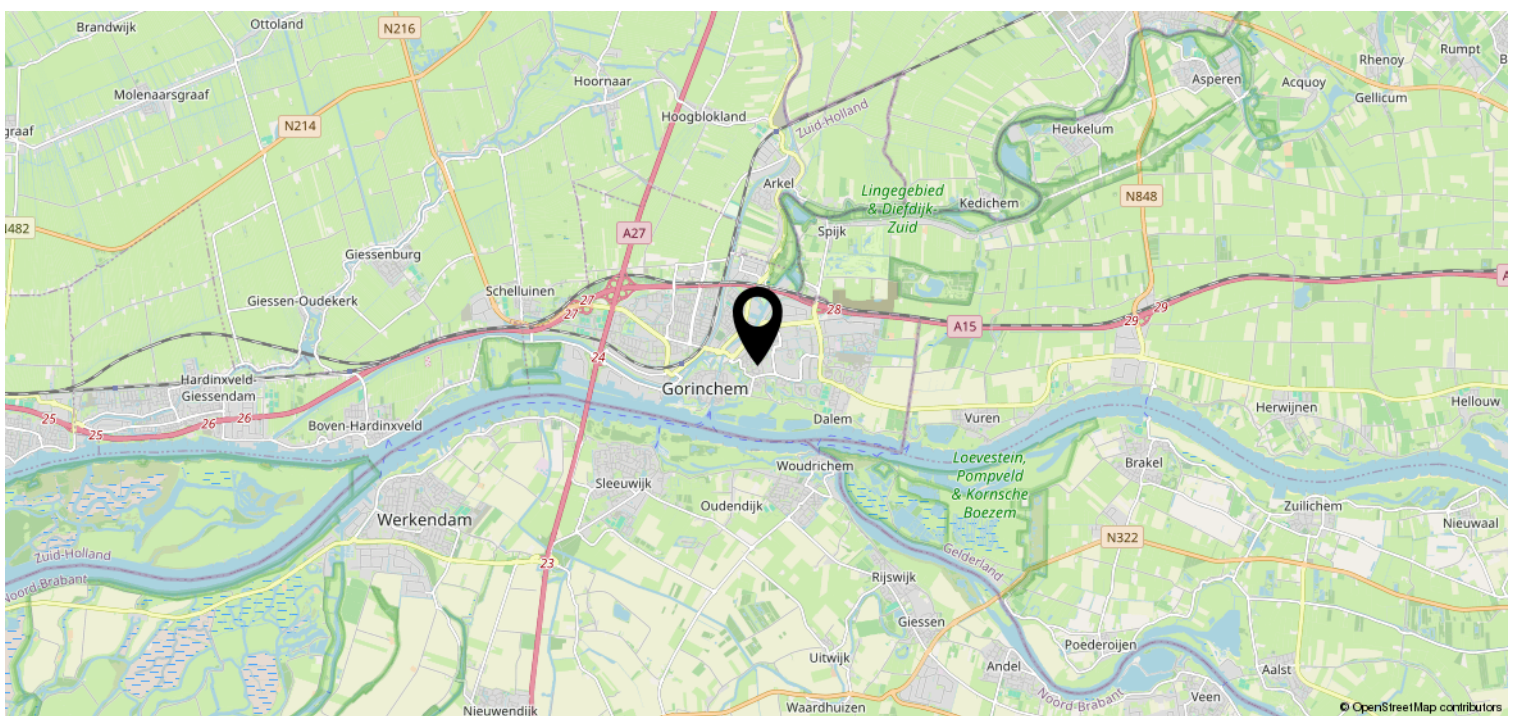 Brandwijk
Ottoland
N216
Molenaarsgraaf
graaf
N214
Hoornaar
Hoogblokland
Zuid-Holland
Asperen
Acquoy
Rhenoy
Rumpt
Gellicum
Heukelum
Arkel
Lingegebied
& Diefdijk-
Zuid
Kedichem
N848
Spijk
A27
N482
Giessenburg
Schelluinen
Giessen-Oudekerk
27
27
28
A15
29
29
24
Gorinchem
Hardinxveld-
Giessendam
25
25
26
26
Boven-Hardinxveld
Dalem
Vuren
Herwijnen
Hellouw
Woudrichem
Loevestein,
Pompveld
& Kornsche
Boezem
Brakel
Sleeuwijk
Oudendijk
Zuilichem
Nieuwaal
Werkendam
N322
Zuid-Holland
Noord-Brabant
23
Gelderland
Rijswijk
Giessen
Poederoijen
Uitwijk
Andel
Aalst
Noord-Brabant
Veen
Nieuwendijk
Waardhuizen
© OpenStreetMap contributors